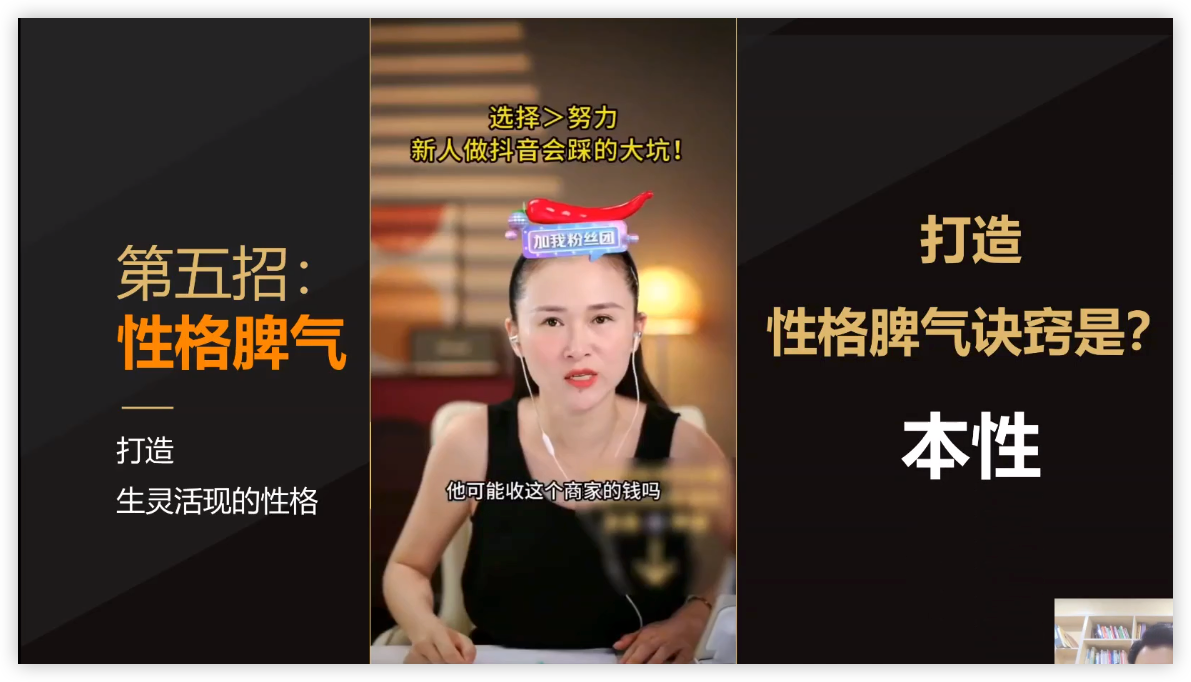 第五招：
性格脾气
打造
生灵活现的性格
选择＞努力
新人做抖音会踩的大坑！
加我粉丝团
他可能收这个商家的钱吗
打造
性格脾气诀窍是？
本性